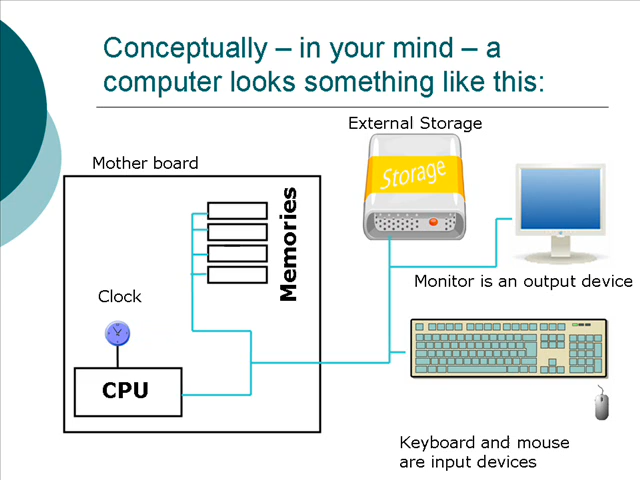 Conceptually – in your mind – a
computer looks something like this:
External Storage
Mother board
Storage
Memories
Monitor is an output device
Clock
CPU
Keyboard and mouse
are input devices